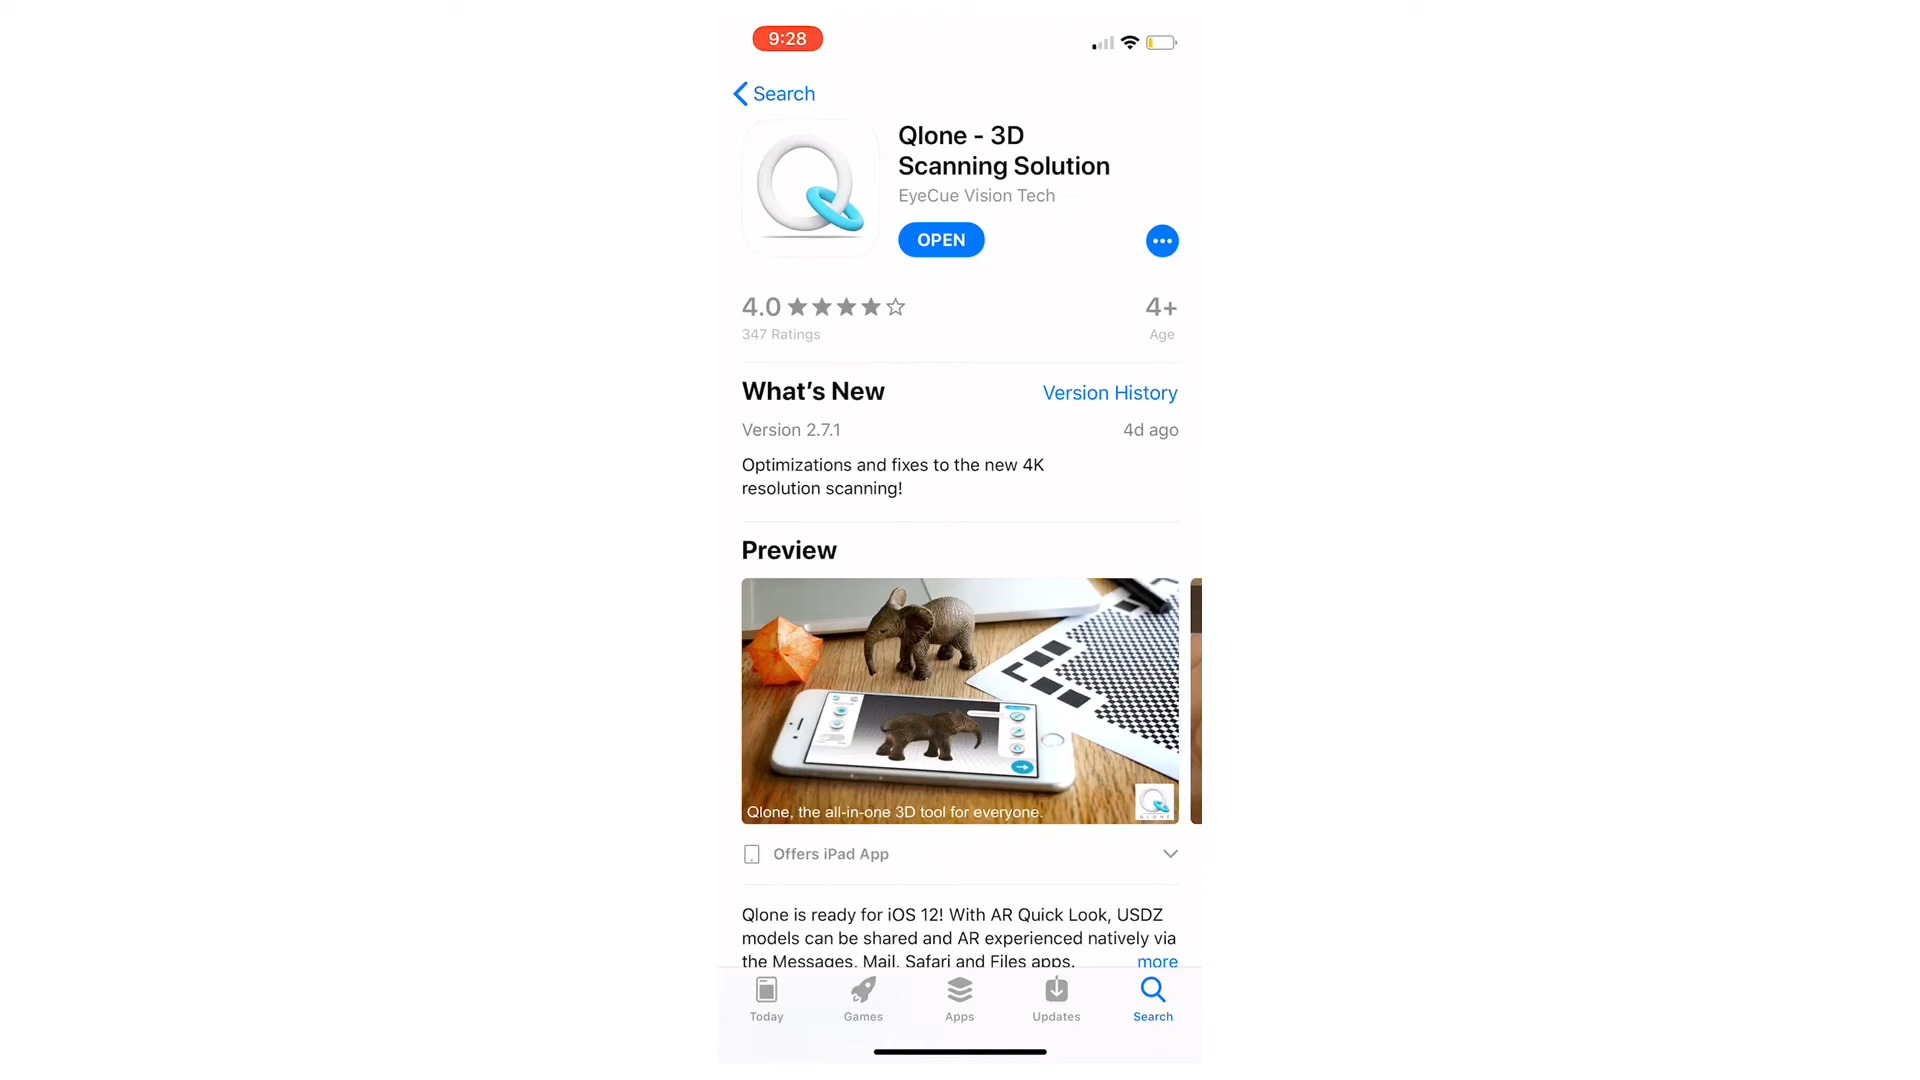 9:28
Search
Qlone - 3D
Scanning Solution
EyeCue Vision Tech
OPEN
4.0
4+
347 Ratings
Age
What's New
Version History
Version 2.7.1
4d ago
Optimizations and fixes to the new 4K
resolution scanning!
Preview
Qlone, the all-in-one 3D tool for everyone.
QLONE
Offers iPad App
Qlone is ready for iOS 12! With AR Quick Look, USDZ
models can be shared and AR experienced natively via
the Messages, Mail, Safari and Files apps.
more
Today
Games
Apps
Updates
Search